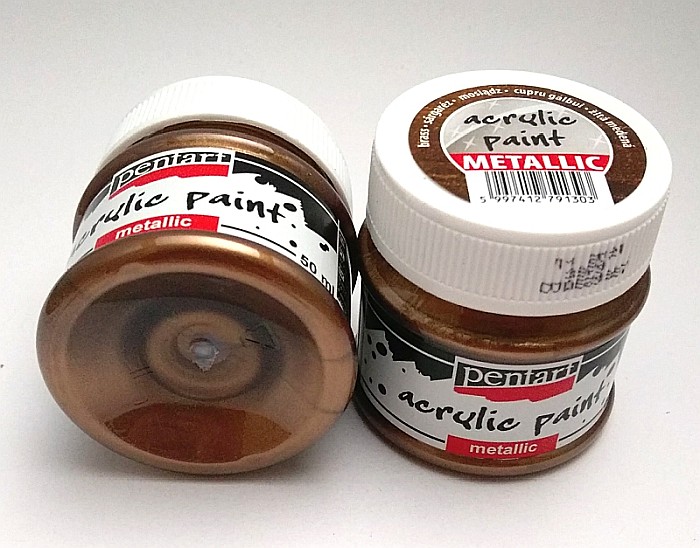 pentart
acrylic paint
metallic
50 ml
brass • sárgaréz • mosiądz • cupru galbui • žltá medená
acrylic
paint
METALLIC
5 997412 791303
pentart
acrylic paint
metallic